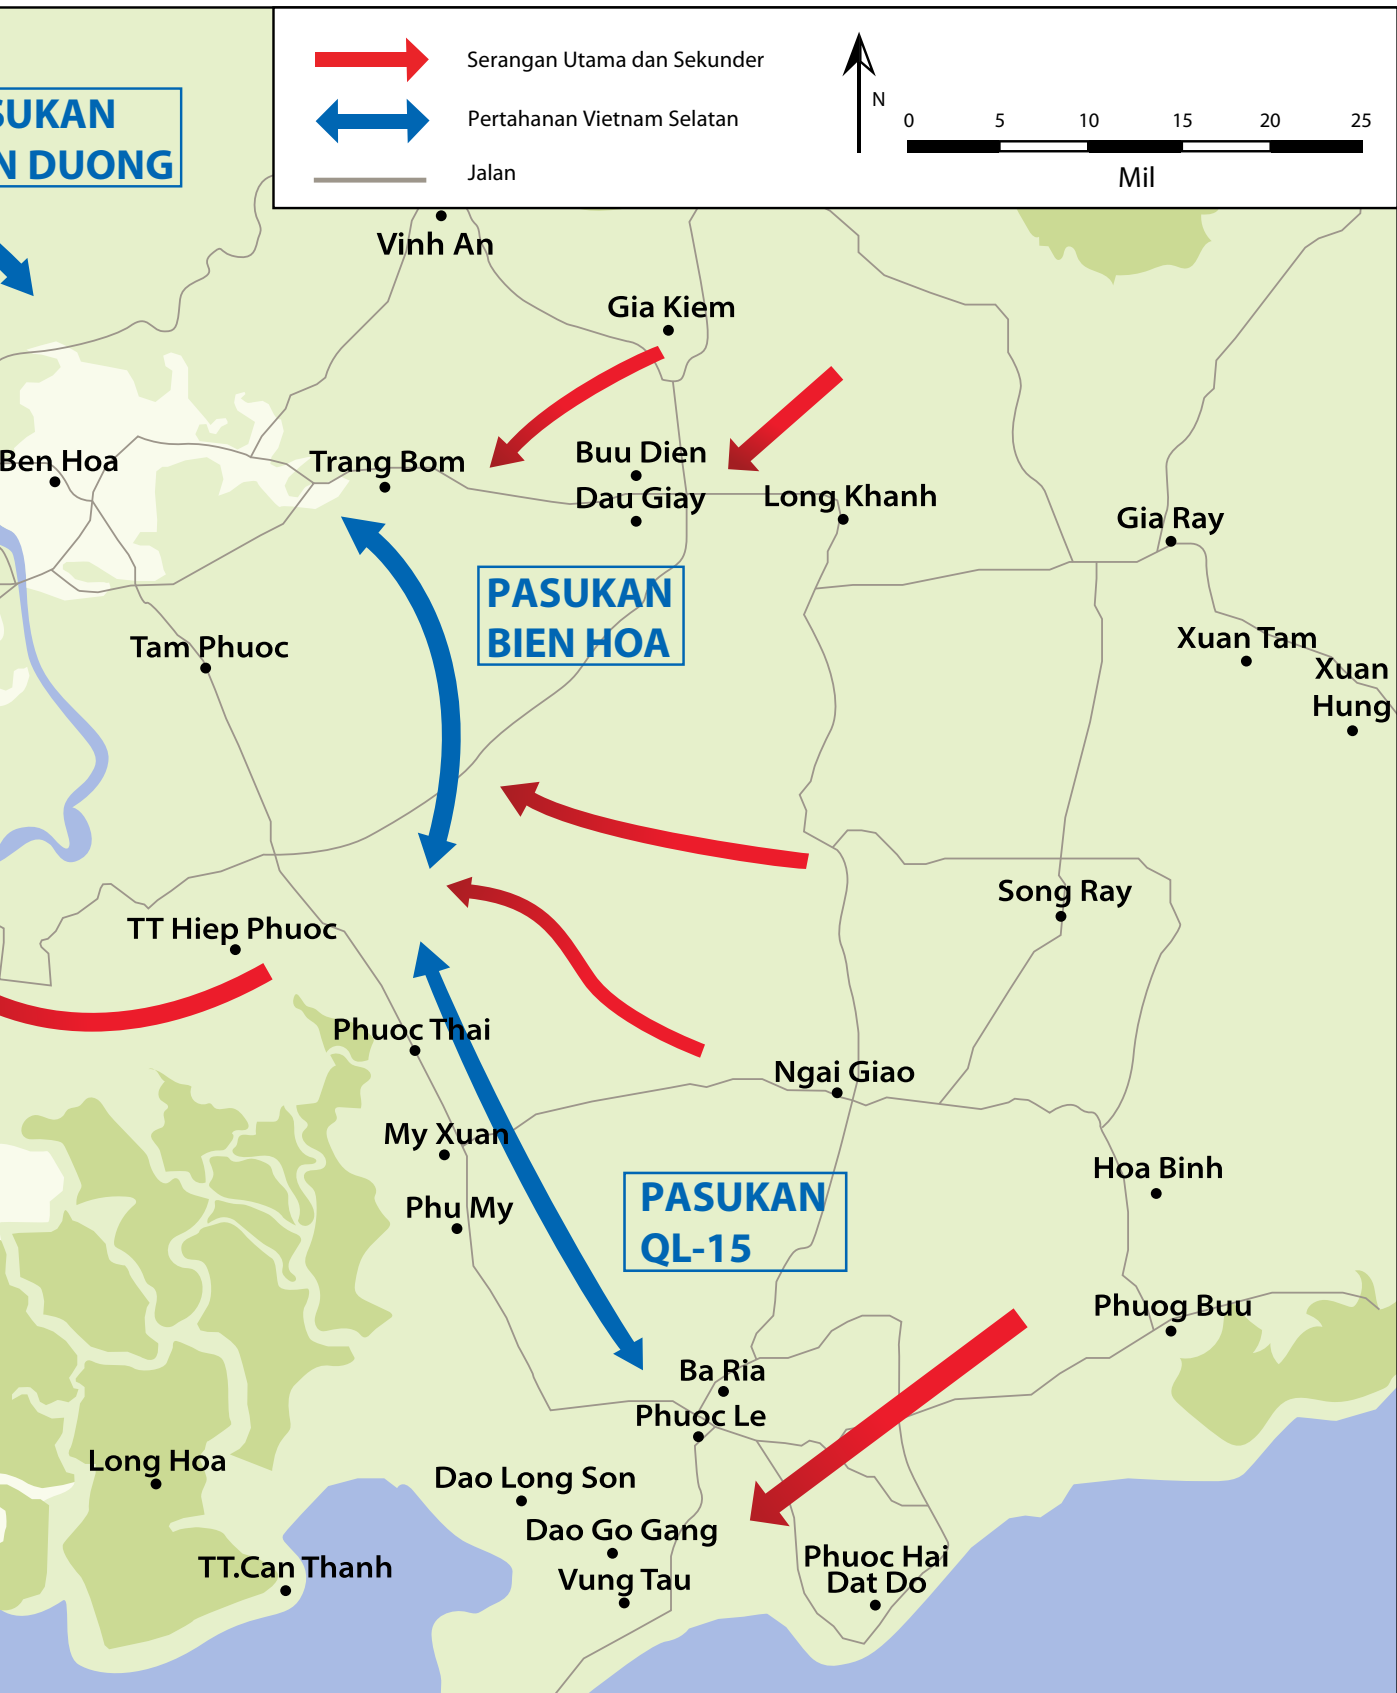 Serangan Utama dan Sekunder
Pertahanan Vietnam Selatan
Jalan
N
0 5 10 15 20 25
Mil
SUKAN
N DUONG
Vinh An
Gia Kiem
Ben Hoa
Trang Bom
Buu Dien
Dau Giay
Long Khanh
Gia Ray
PASUKAN
BIEN HOA
Tam Phuoc
Xuan Tam
Xuan
Hung
Song Ray
TT Hiep Phuoc
Phuoc Thai
Ngai Giao
My Xuan
Hoa Binh
Phu My
PASUKAN
QL-15
Phuog Buu
Ba Ria
Phuoc Le
Long Hoa
Dao Long Son
Dao Go Gang
TT.Can Thanh
Vung Tau
Phuoc Hai
Dat Do